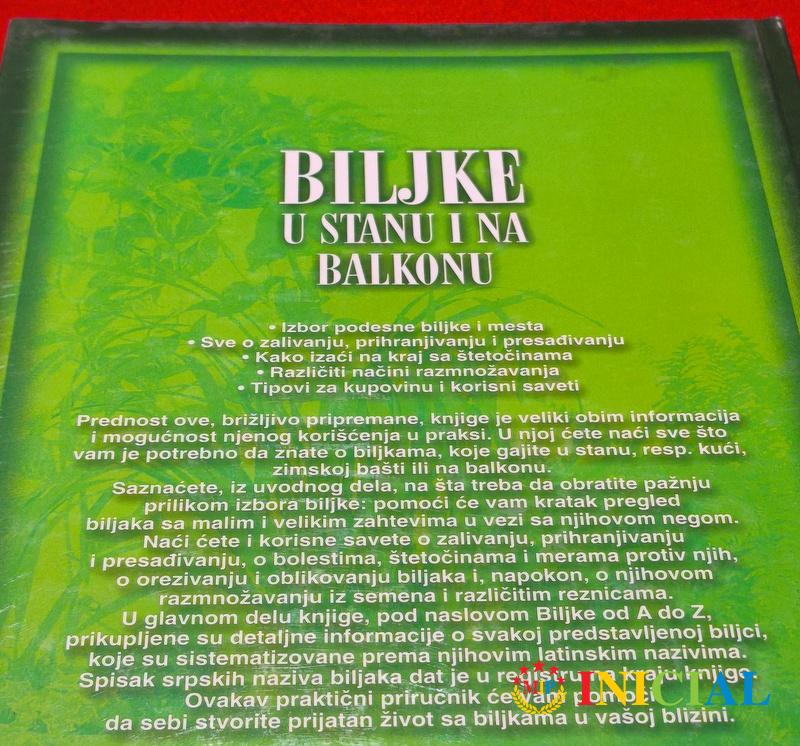 BILJKE
U STANU I NA
BALKONU
• Izbor podesne biljke i mesta
• Sve o zalivanju, prihranjivanju i presađivanju
• Kako izaći na kraj sa štetočinama
• Različiti načini razmnožavanja
• Tipovi za kupovinu i korisni saveti
Prednost ove, brižljivo pripremane, knjige je veliki obim informacija
i mogućnost njenog korišćenja u praksi. U njoj ćete naći sve što
vam je potrebno da znate o biljkama, koje gajite u stanu, resp. kući,
zimskoj bašti ili na balkonu.
Saznaćete, iz uvodnog dela, na šta treba da obratite pažnju
prilikom izbora biljke: pomoći će vam kratak pregled
biljaka sa malim i velikim zahtevima u vezi sa njihovom negom.
Naći ćete i korisne savete o zalivanju, prihranjivanju
i presađivanju, o bolestima, štetočinama i merama protiv njih,
o orezivanju i oblikovanju biljaka i, napokon, o njihovom
razmnožavanju iz semena i različitim reznicama.
U glavnom delu knjige, pod naslovom Biljke od A do Z,
prikupljene su detaljne informacije o svakoj predstavljenoj biljci,
koje su sistematizovane prema njihovim latinskim nazivima.
Spisak srpskih naziva biljaka dat je u knjige.
Ovakav praktični priručnik će vam
da sebi stvorite prijatan život sa biljkama u vašoj blizini.
INICIAL